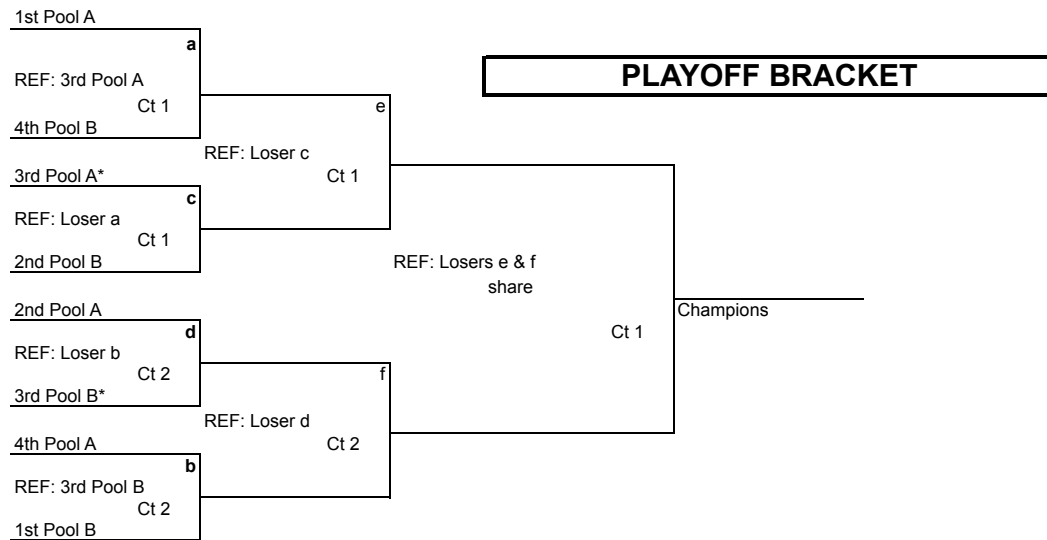 1st Pool A
a
PLAYOFF BRACKET
REF: 3rd Pool A
Ct 1
e
4th Pool B
REF: Loser c
3rd Pool A*
Ct 1
c
REF: Loser a
Ct 1
2nd Pool B
REF: Losers e & f
share
2nd Pool A
Champions
d
Ct 1
REF: Loser b
Ct 2
f
3rd Pool B*
REF: Loser d
4th Pool A
Ct 2
b
REF: 3rd Pool B
Ct 2
1st Pool B